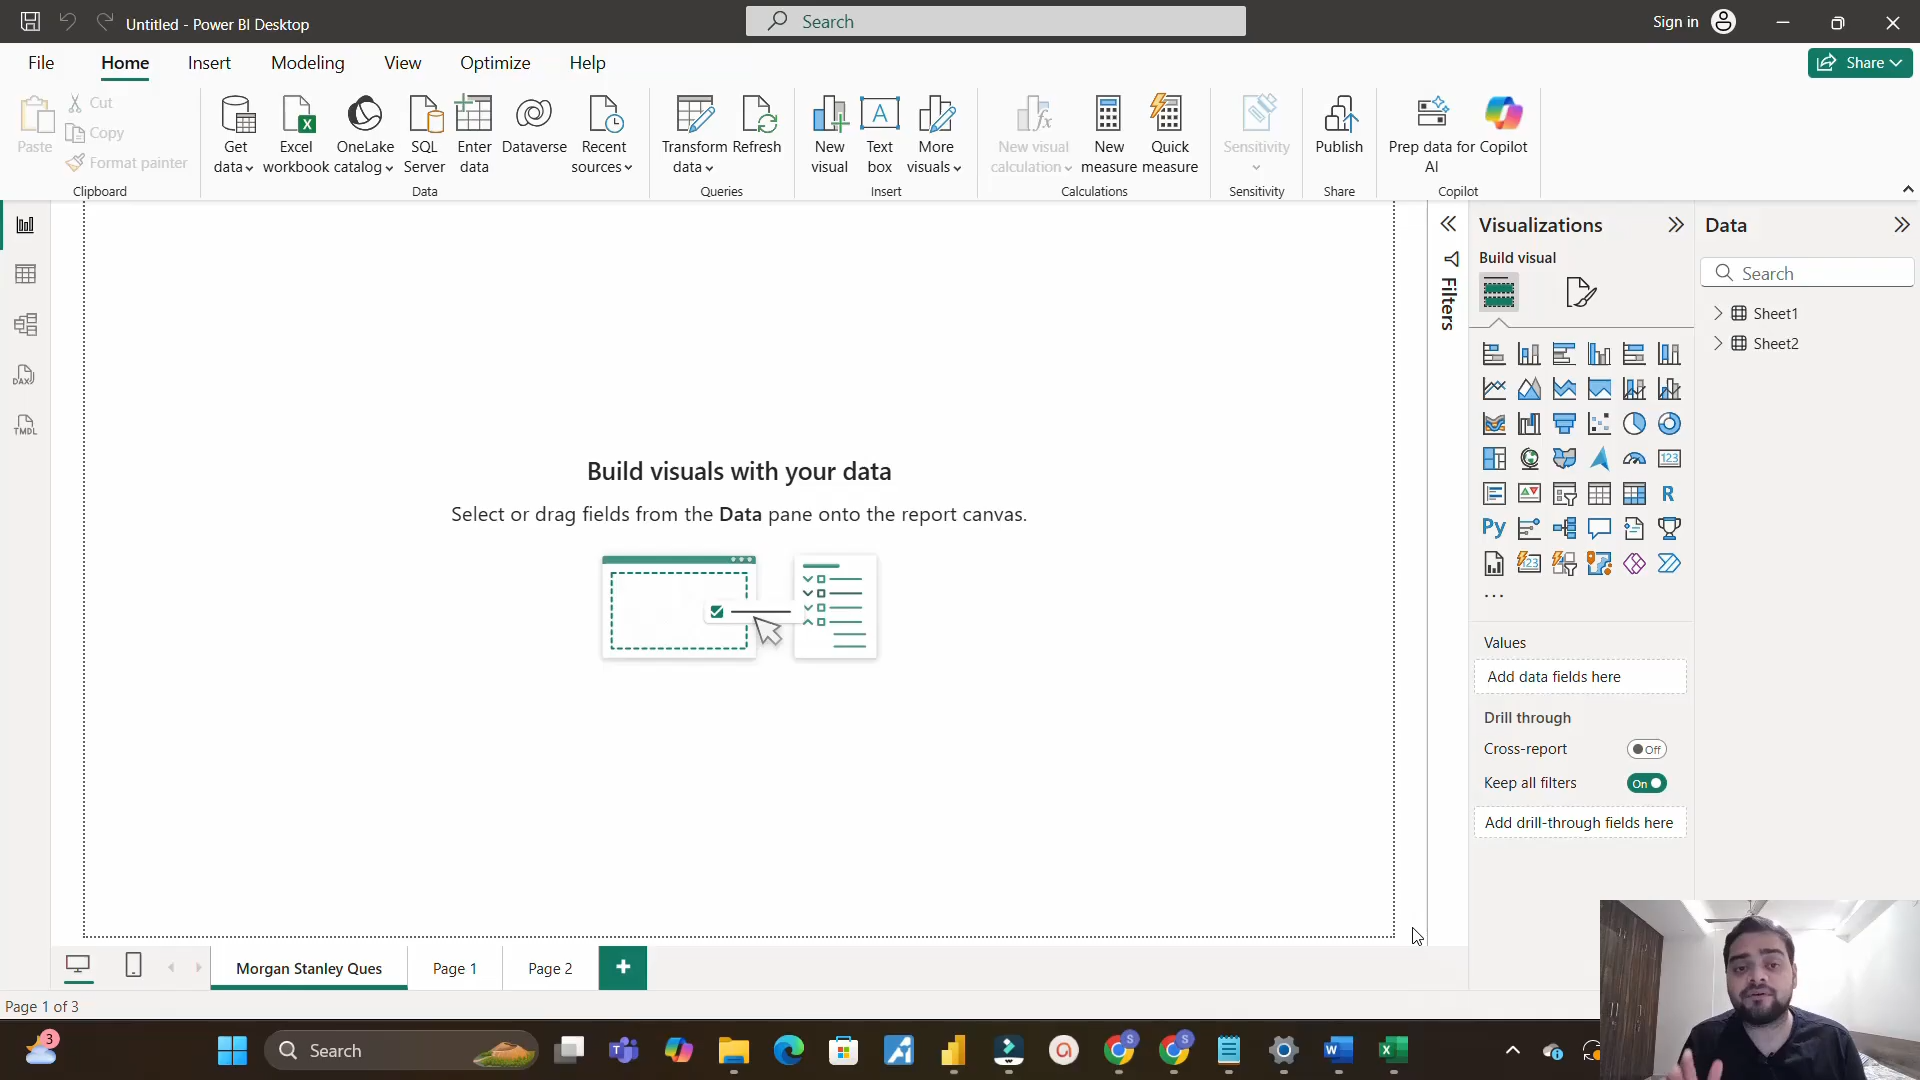 Untitled - Power BI Desktop
Search
Sign in
File
Home
Insert
Modeling
View
Optimize
Help
Share
Paste
Cut
Copy
Format painter
Clipboard
Get data
Excel workbook
OneLake catalog
SQL Server
Enter data
Dataverse
Recent sources
Data
Transform data
Refresh
Queries
New visual
Text box
More visuals
Insert
New visual calculation
New measure
Quick measure
Calculations
Sensitivity
Sensitivity
Publish
Share
Prep data for AI
Copilot
Copilot
DAX
TMDL
Build visuals with your data
Select or drag fields from the Data pane onto the report canvas.
Filters
Visualizations
Build visual
123
R
Py
123
...
Values
Add data fields here
Drill through
Cross-report
Off
Keep all filters
On
Add drill-through fields here
Data
Search
Sheet1
Sheet2
Morgan Stanley Ques
Page 1
Page 2
+
Page 1 of 3
3
Search
S
S